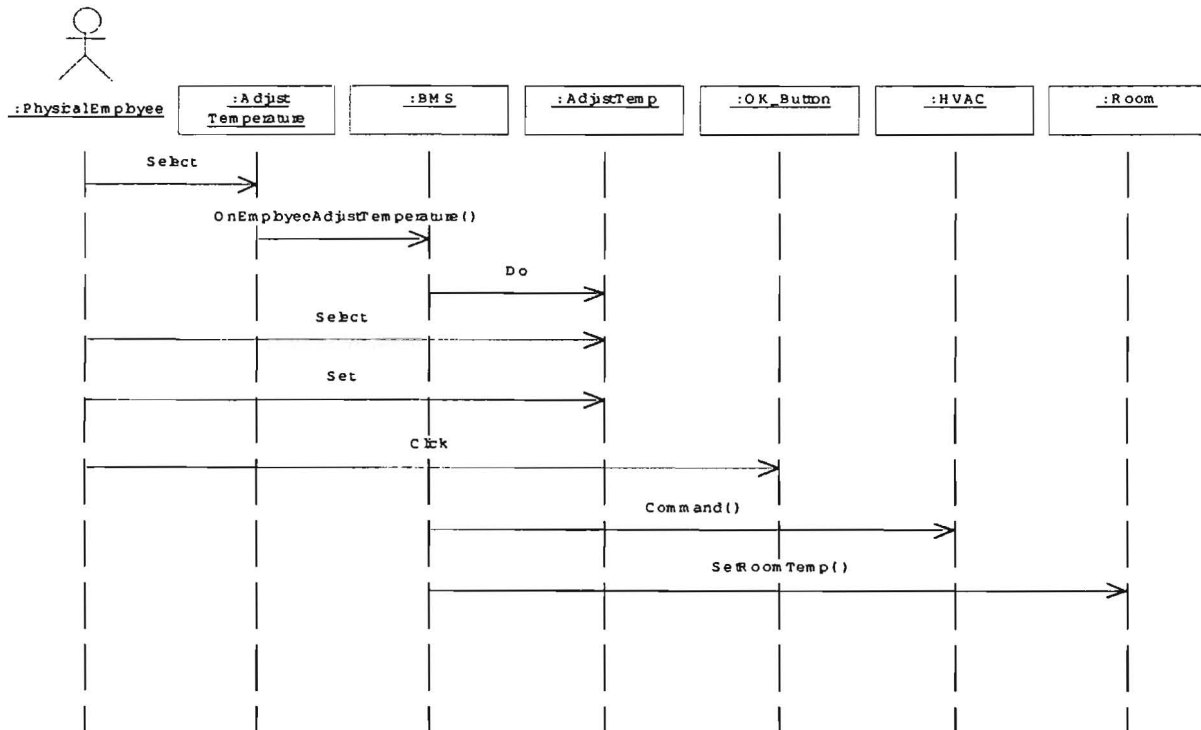 :PhysicalEmployee
:Adjust
Temperature
:BMS
:AdjustTemp
:OK_Button
:HVAC
:Room
Select
OnEmployeeAdjustTemperature()
Do
Select
Set
Click
Command()
SetRoomTemp()